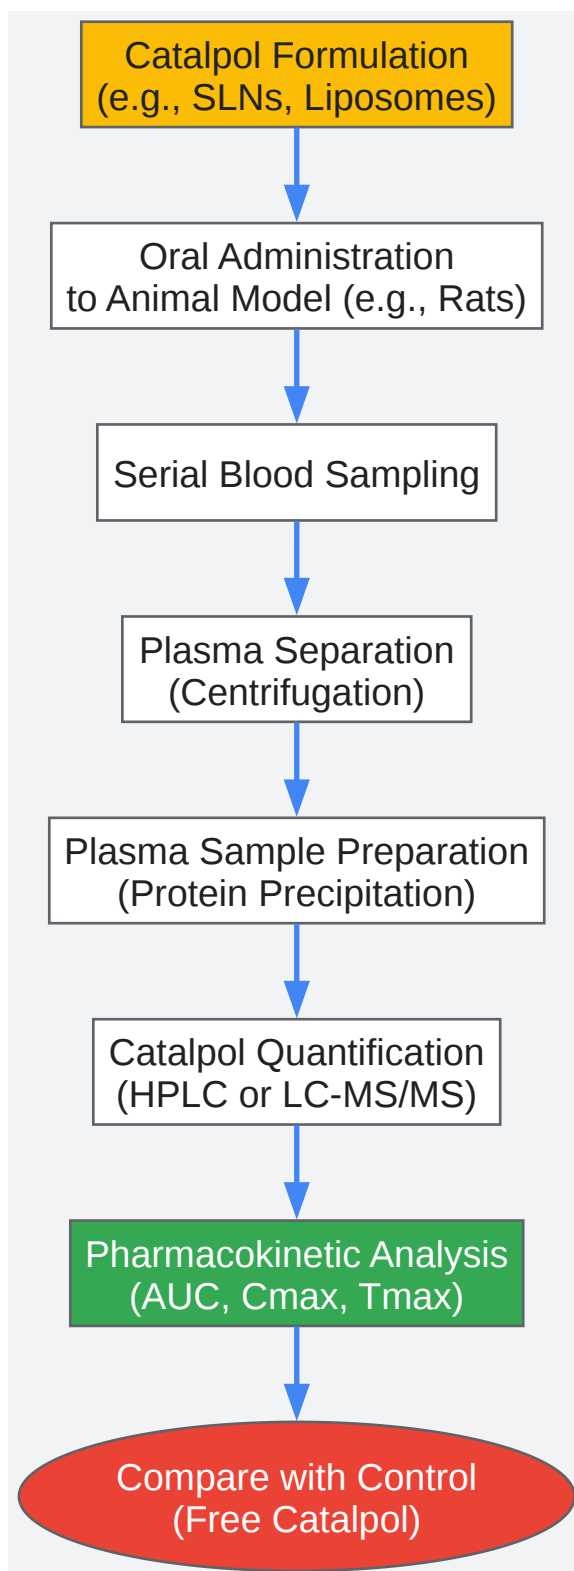 Catalpol Formulation
(e.g., SLNs, Liposomes)
Oral Administration
to Animal Model (e.g., Rats)
Serial Blood Sampling
Plasma Separation
(Centrifugation)
Plasma Sample Preparation
(Protein Precipitation)
Catalpol Quantification
(HPLC or LC-MS/MS)
Pharmacokinetic Analysis
(AUC, Cmax, Tmax)
Compare with Control
(Free Catalpol)